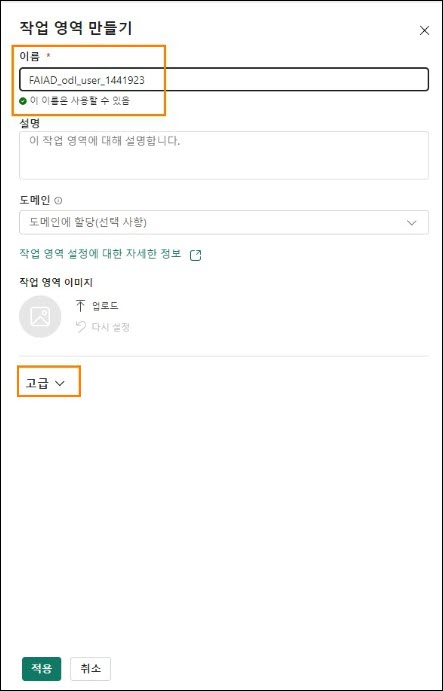 작업 영역 만들기
이름 *
FAIAD_odl_user_1441923
이 이름은 사용할 수 있음
설명
이 작업 영역에 대해 설명합니다.
도메인
도메인에 할당(선택 사항)
작업 영역 설정에 대한 자세한 정보
작업 영역 이미지
업로드
다시 설정
고급
적용 취소